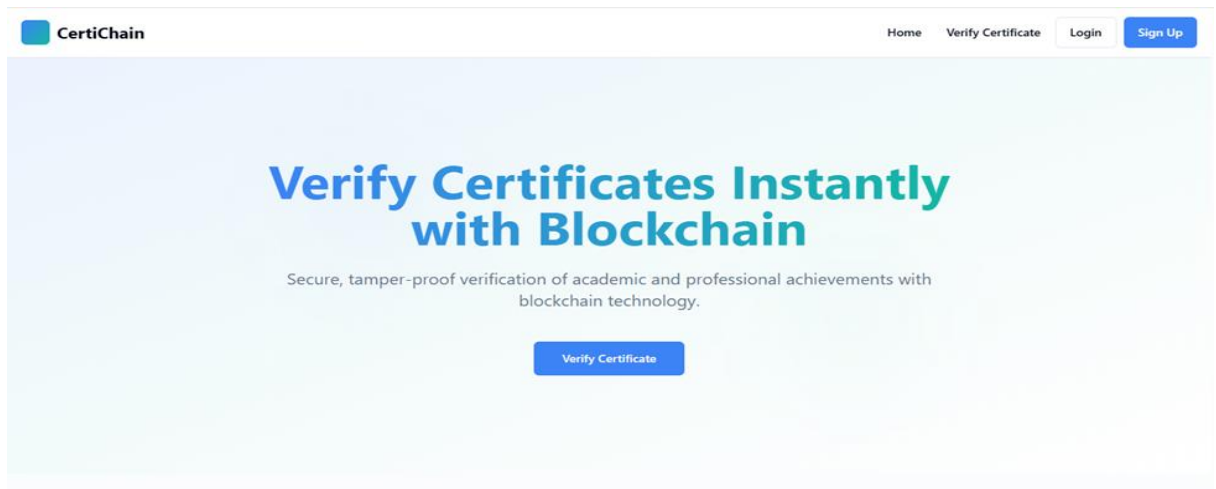 CertiChain
Home Verify Certificate Login Sign Up
Verify Certificates Instantly
with Blockchain
Secure, tamper-proof verification of academic and professional achievements with
blockchain technology.
Verify Certificate